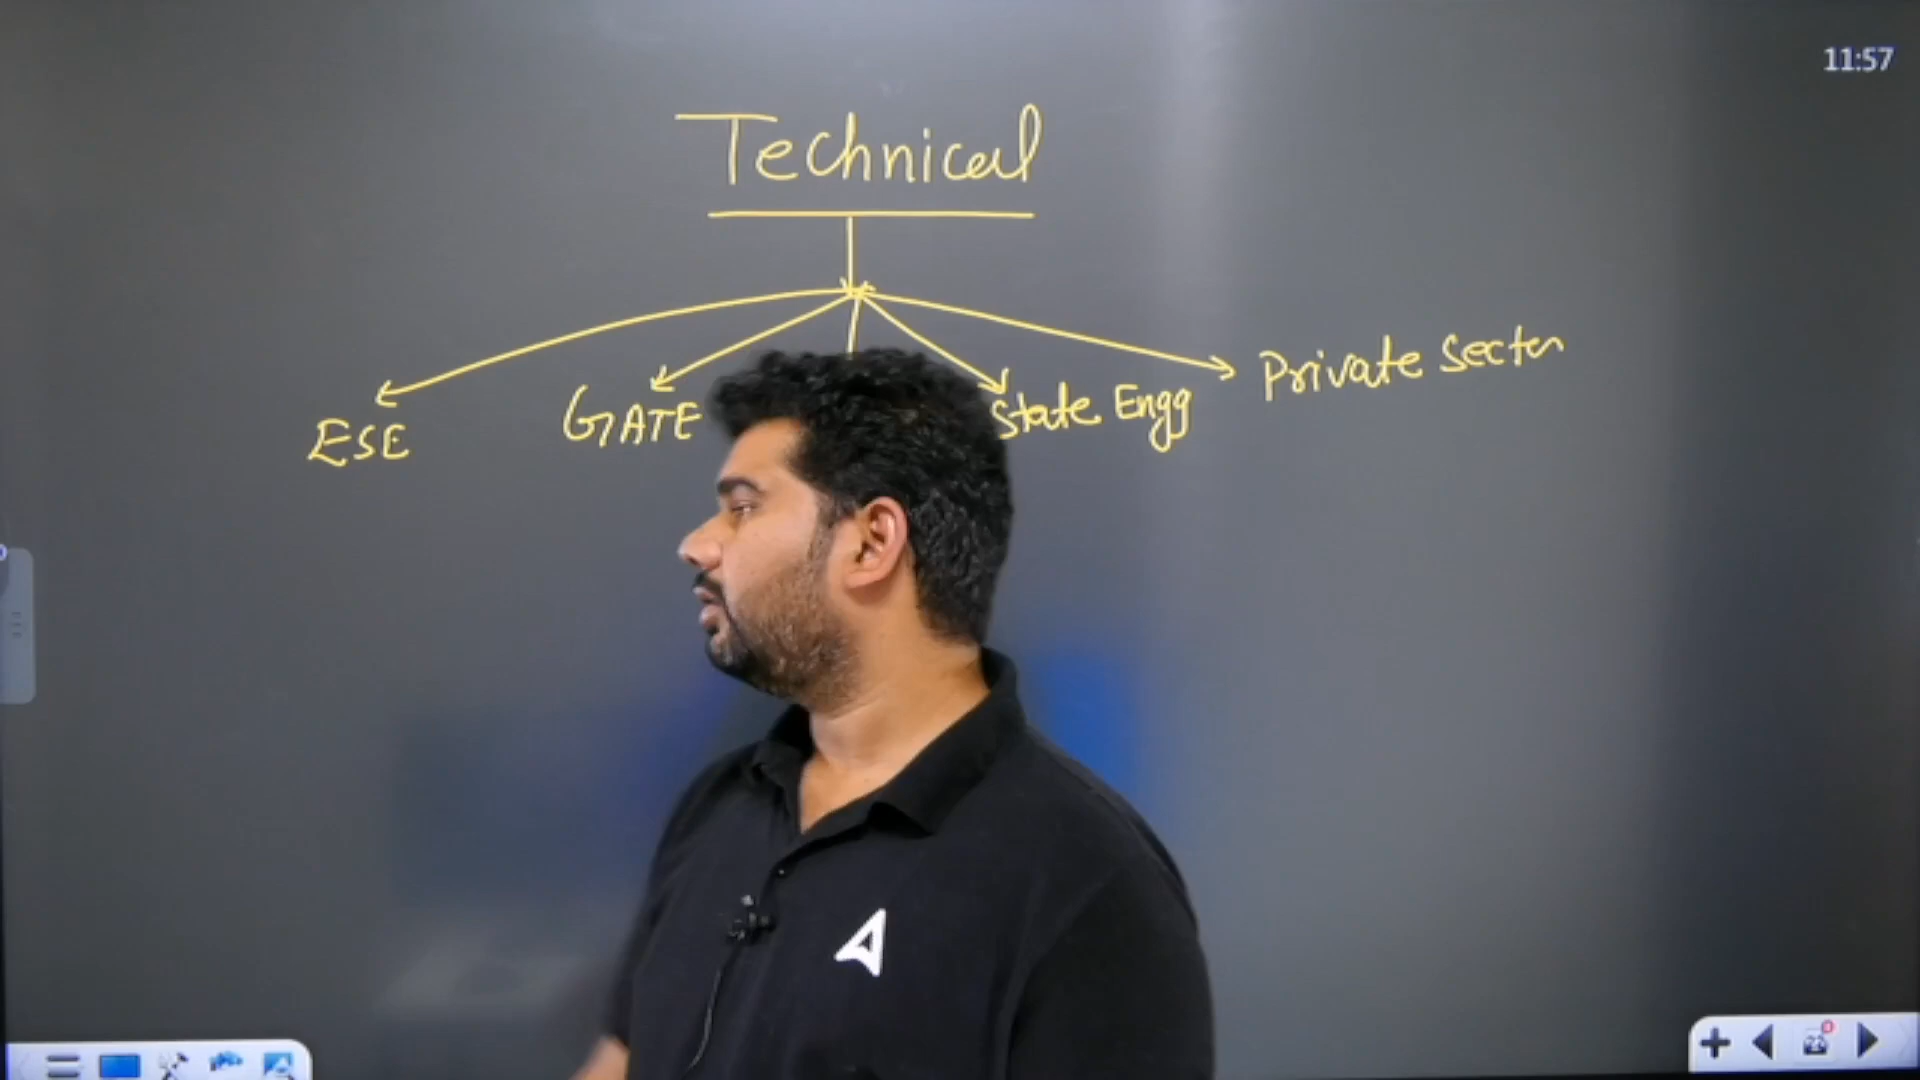 11:57
Technical
ESE
GATE
State Engg
Private Sector